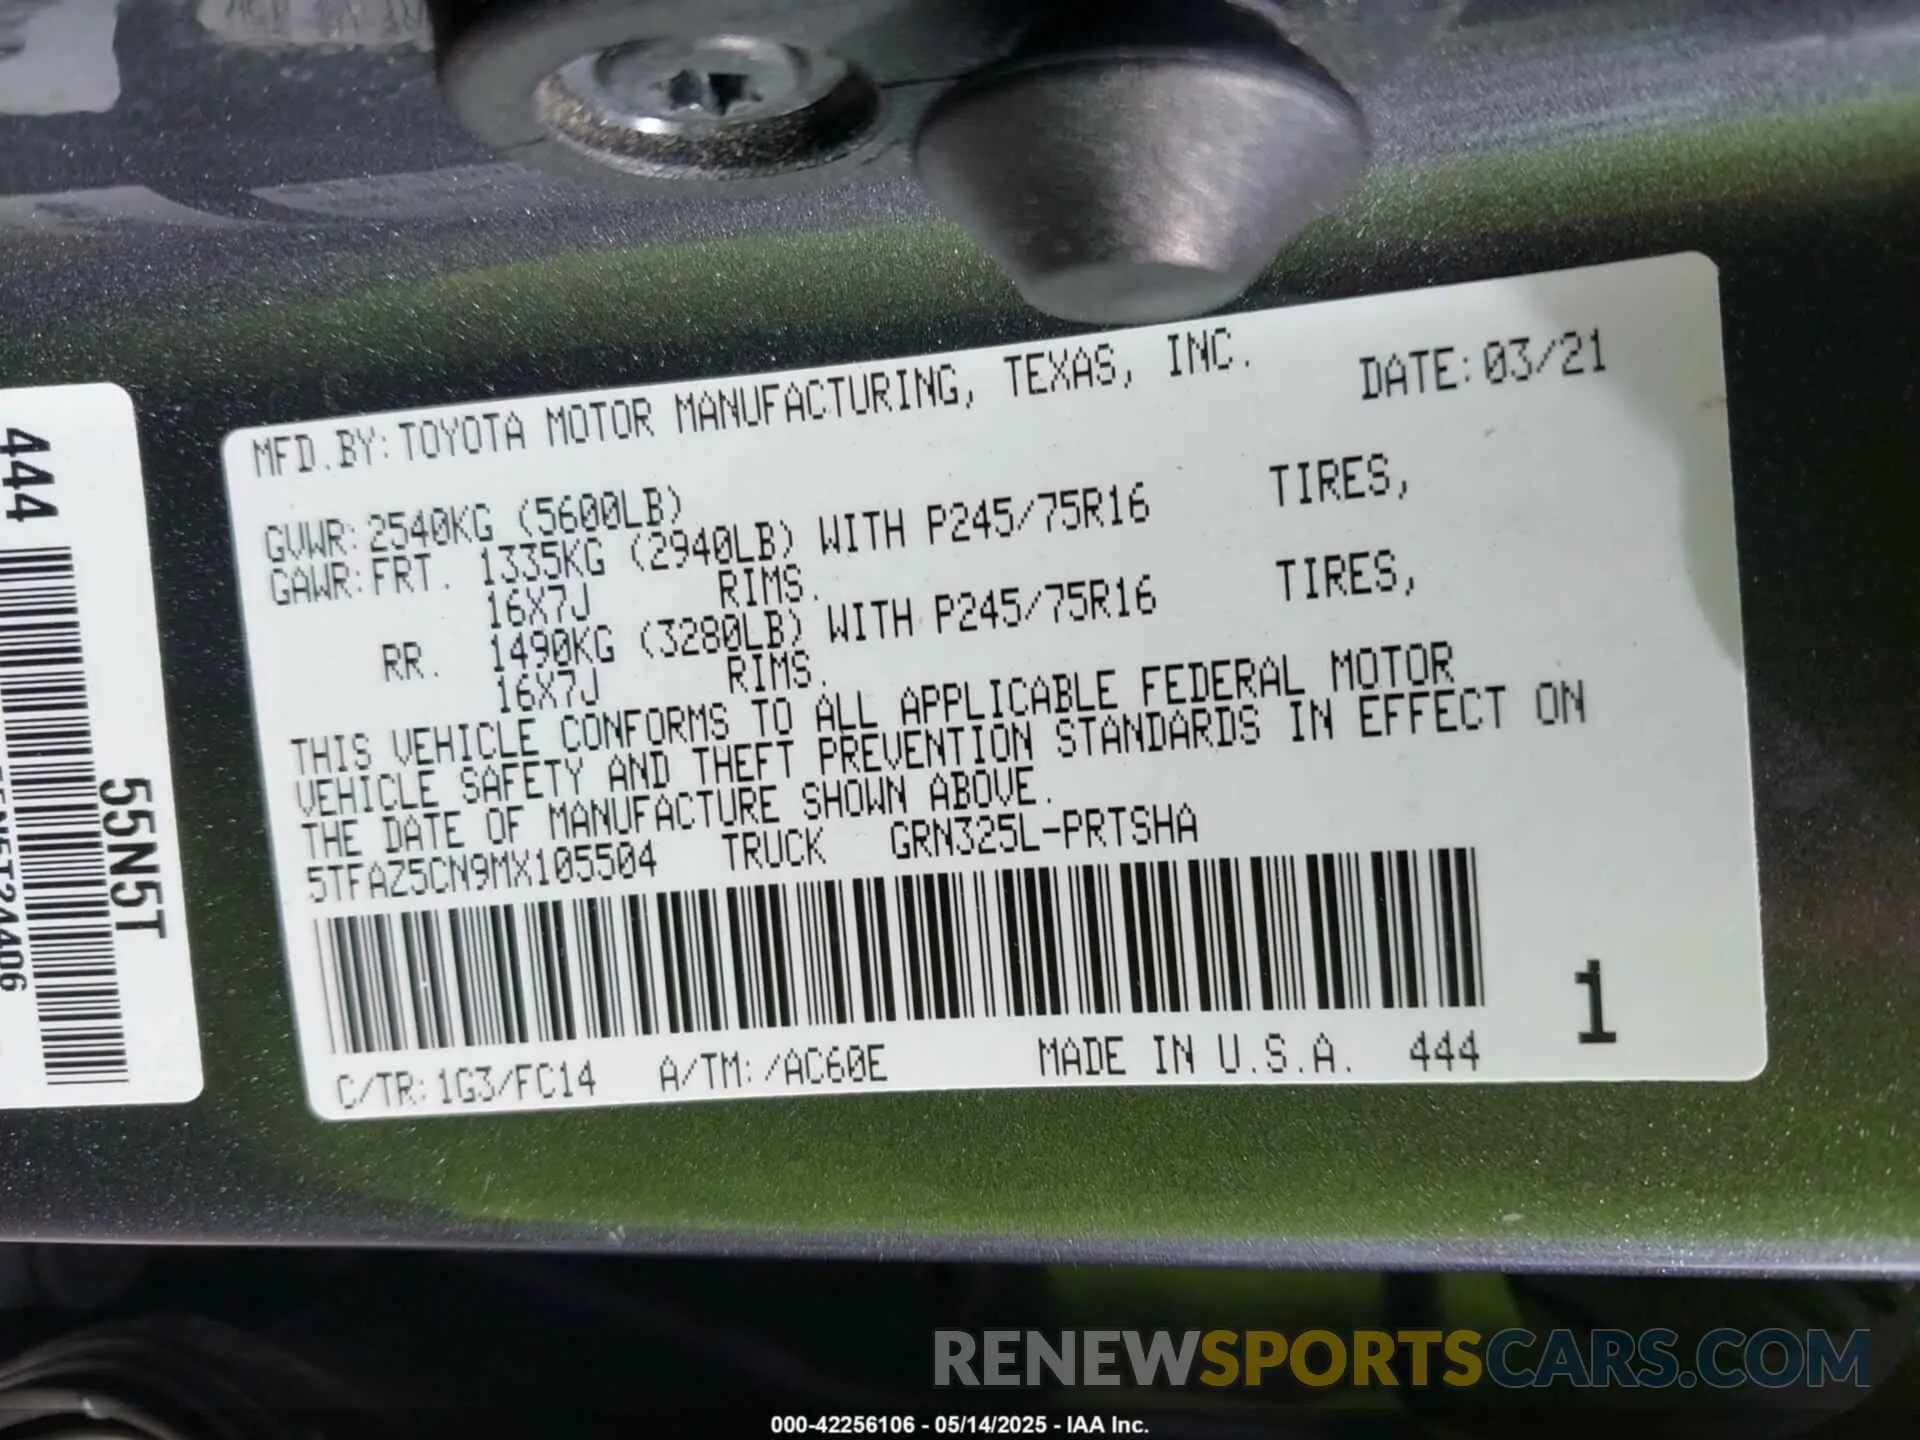 MFD.BY:TOYOTA MOTOR MANUFACTURING, TEXAS, INC. DATE:03/21
GVWR:2540KG (5600LB)
GAWR:FRT. 1335KG (2940LB) WITH P245/75R16 TIRES,
16X7J RIMS.
RR. 1490KG (3280LB) WITH P245/75R16 TIRES,
16X7J RIMS.
THIS VEHICLE CONFORMS TO ALL APPLICABLE FEDERAL MOTOR
VEHICLE SAFETY AND THEFT PREVENTION STANDARDS IN EFFECT ON
THE DATE OF MANUFACTURE SHOWN ABOVE.
5TFAZ5CN9MX105504 TRUCK GRN325L-PRTSHA
C/TR:1G3/FC14 A/TM:/AC60E MADE IN U.S.A. 444
1
444
55N5T
RENEWSPORTSCARS.COM
000-42256106 - 05/14/2025 - IAA Inc.